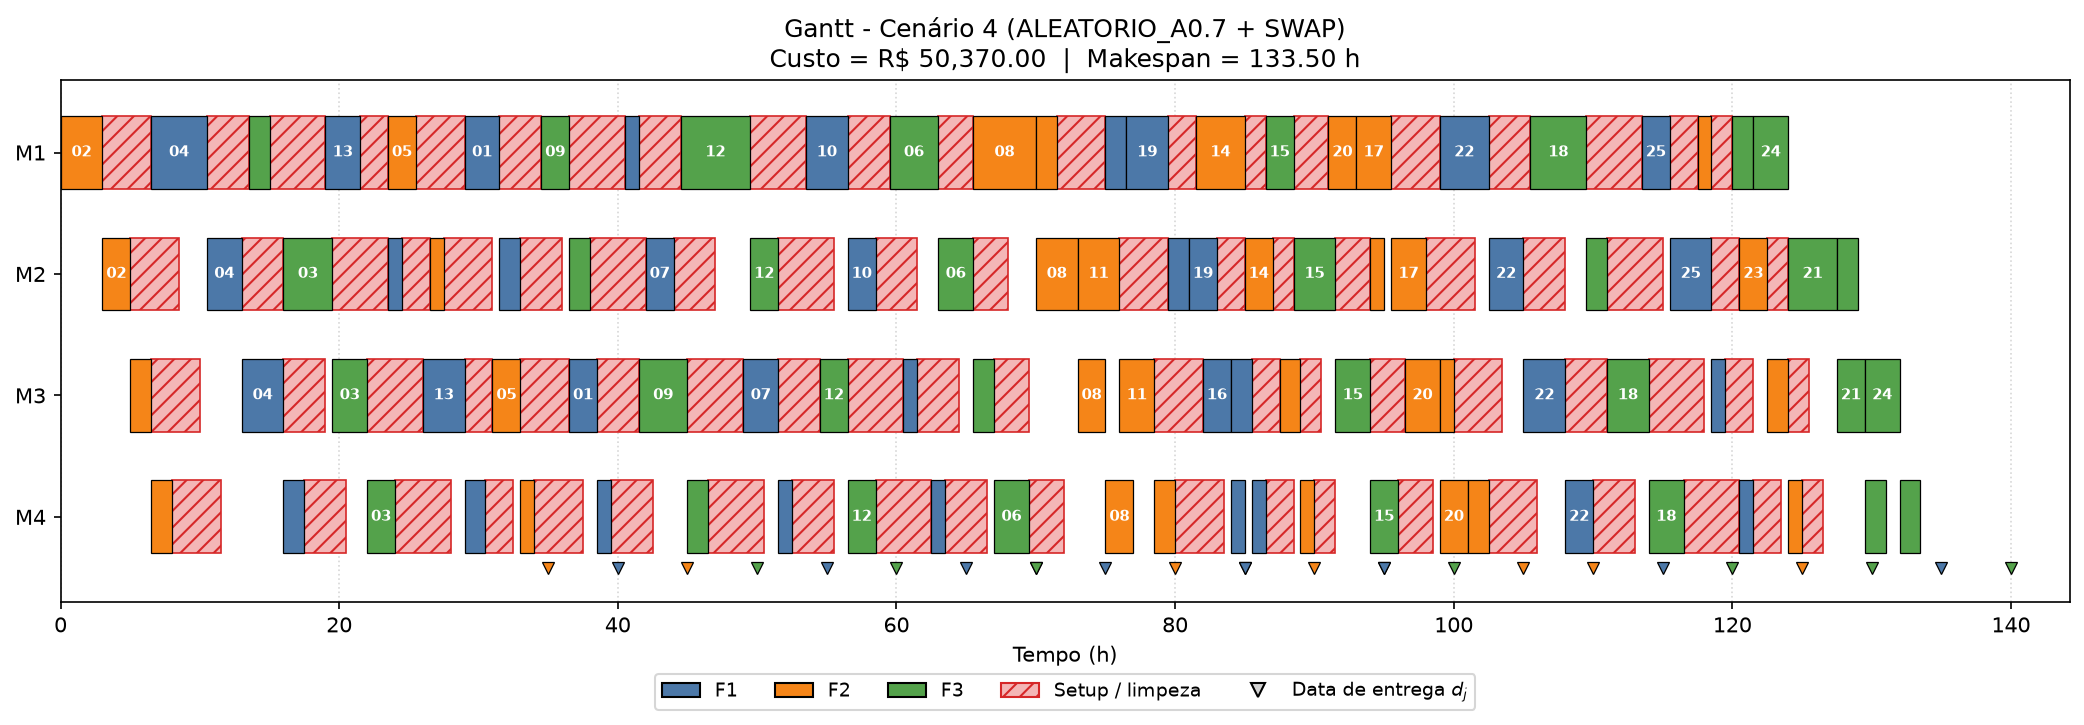 Gantt - Cenário 4 (ALEATORIO_A0.7 + SWAP)
Custo = R$ 50,370.00 | Makespan = 133.50 h
M1 02 04 13 05 01 09 12 10 06 08 19 14 15 20 17 22 18 25 24
M2 02 04 03 07 12 10 06 08 11 19 14 15 17 22 25 23 21
M3 04 03 13 05 01 09 07 12 08 11 16 15 20 22 18 21 24
M4 03 12 06 08 15 20 22 18
0 20 40 60 80 100 120 140
Tempo (h)
F1 F2 F3 Setup / limpeza Data de entrega dj